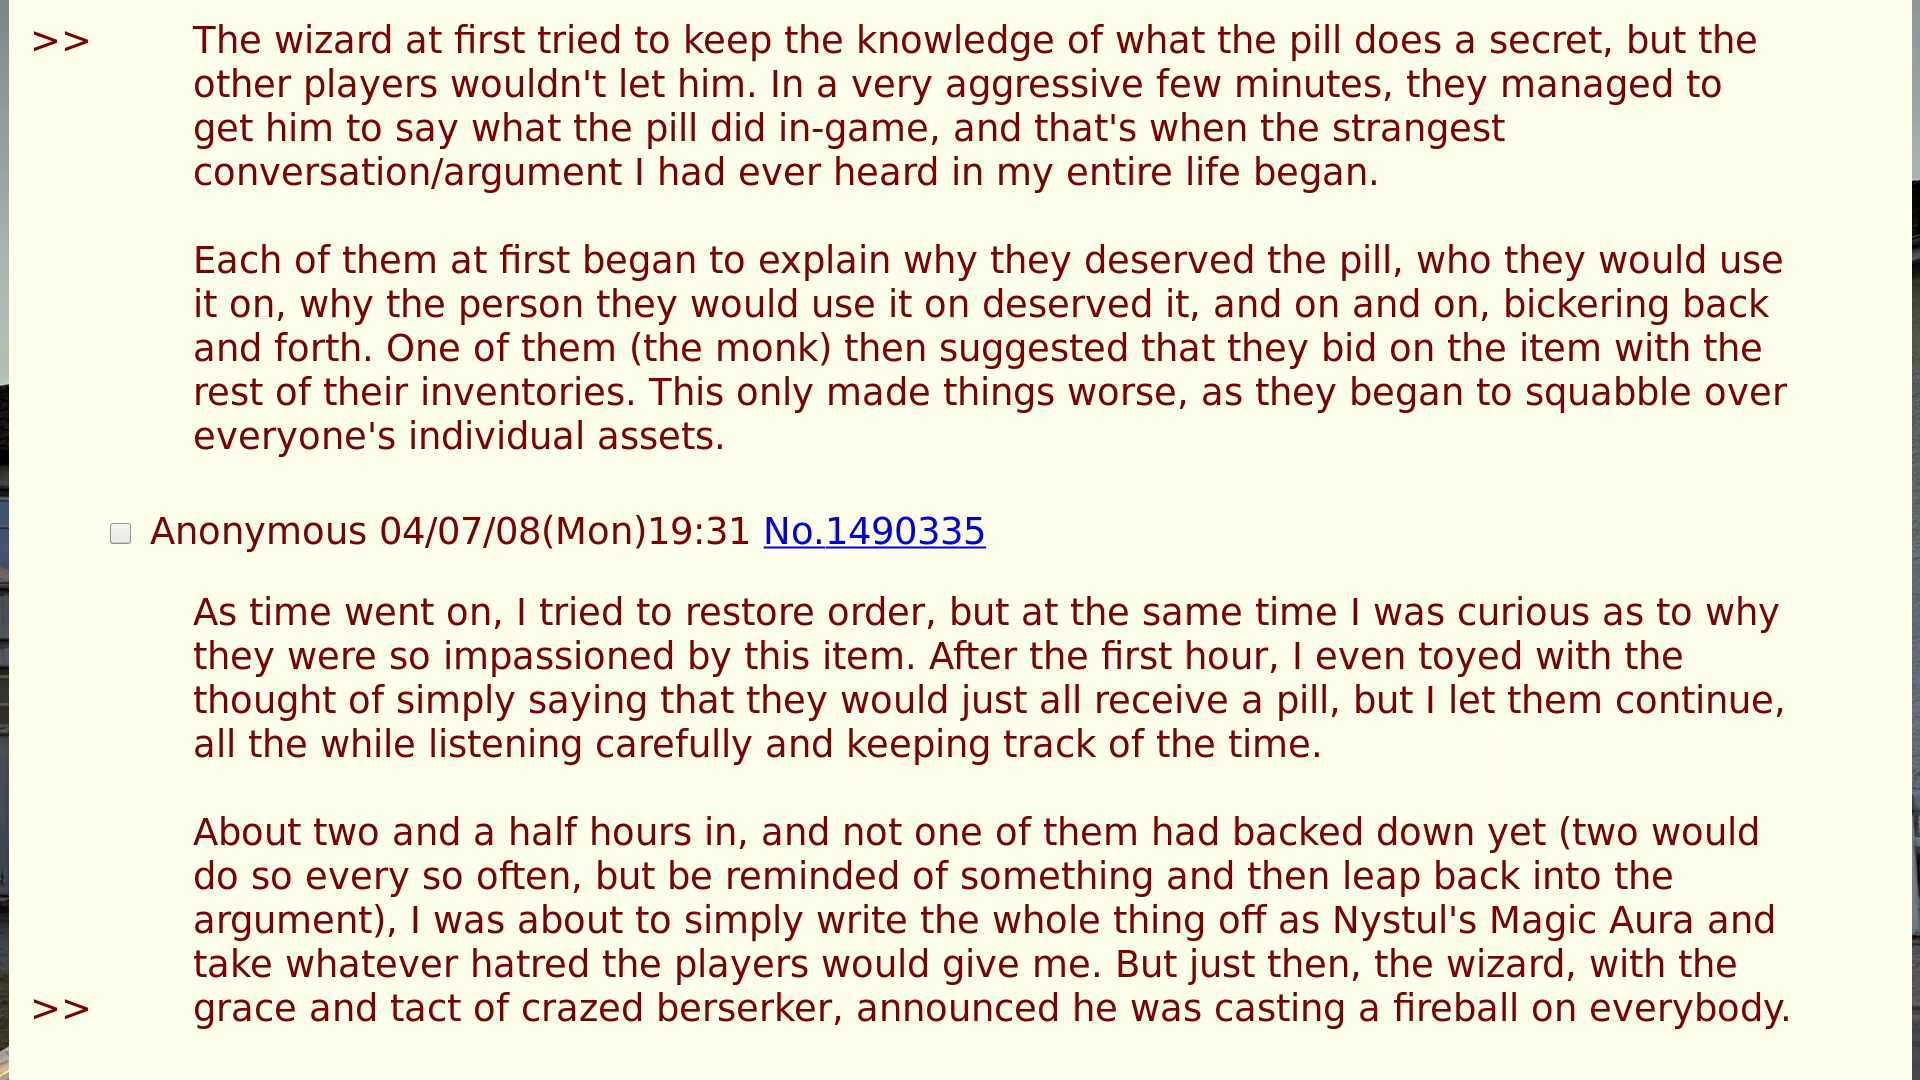 >> The wizard at first tried to keep the knowledge of what the pill does a secret, but the
other players wouldn't let him. In a very aggressive few minutes, they managed to
get him to say what the pill did in-game, and that's when the strangest
conversation/argument I had ever heard in my entire life began.
Each of them at first began to explain why they deserved the pill, who they would use
it on, why the person they would use it on deserved it, and on and on, bickering back
and forth. One of them (the monk) then suggested that they bid on the item with the
rest of their inventories. This only made things worse, as they began to squabble over
everyone's individual assets.
Anonymous 04/07/08(Mon)19:31 No.1490335
As time went on, I tried to restore order, but at the same time I was curious as to why
they were so impassioned by this item. After the first hour, I even toyed with the
thought of simply saying that they would just all receive a pill, but I let them continue,
all the while listening carefully and keeping track of the time.
About two and a half hours in, and not one of them had backed down yet (two would
do so every so often, but be reminded of something and then leap back into the
argument), I was about to simply write the whole thing off as Nystul's Magic Aura and
take whatever hatred the players would give me. But just then, the wizard, with the
>> grace and tact of crazed berserker, announced he was casting a fireball on everybody.